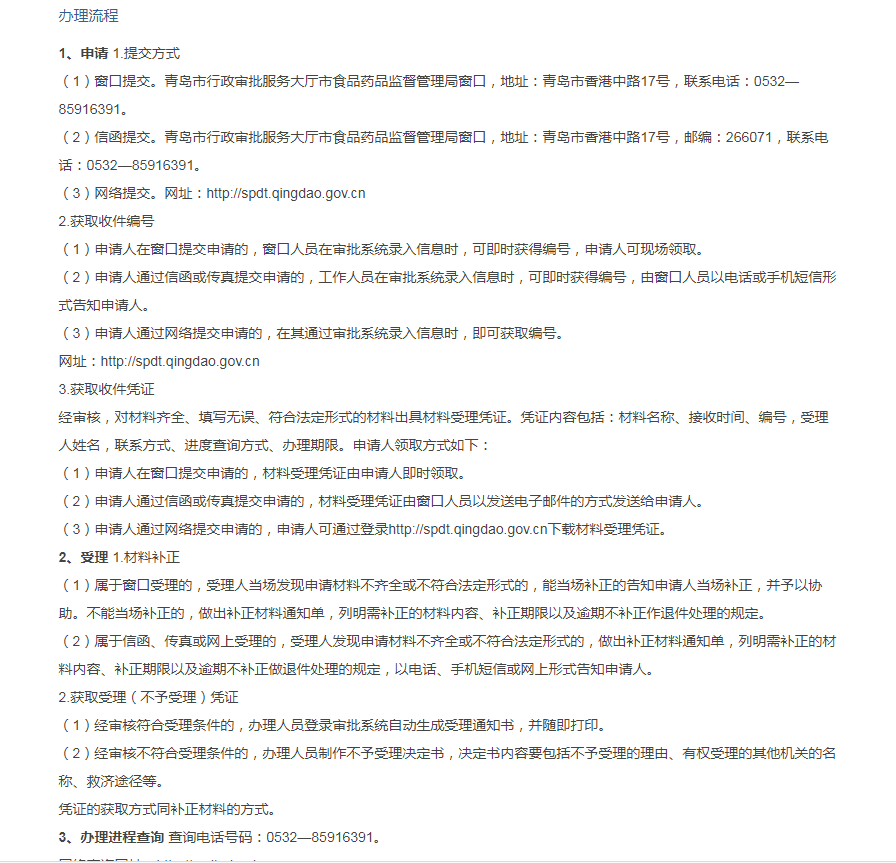 办理流程
1、申请 1.提交方式
（1）窗口提交。青岛市行政审批服务大厅市食品药品监督管理局窗口，地址：青岛市香港中路17号，联系电话：0532—
85916391。
（2）信函提交。青岛市行政审批服务大厅市食品药品监督管理局窗口，地址：青岛市香港中路17号，邮编：266071，联系电
话：0532—85916391。
（3）网络提交。网址：http://spdt.qingdao.gov.cn
2.获取收件编号
（1）申请人在窗口提交申请的，窗口人员在审批系统录入信息时，可即时获得编号，申请人可现场领取。
（2）申请人通过信函或传真提交申请的，工作人员在审批系统录入信息时，可即时获得编号，由窗口人员以电话或手机短信形
式告知申请人。
（3）申请人通过网络提交申请的，在其通过审批系统录入信息时，即可获取编号。
网址：http://spdt.qingdao.gov.cn
3.获取收件凭证
经审核，对材料齐全、填写无误、符合法定形式的材料出具材料受理凭证。凭证内容包括：材料名称、接收时间、编号，受理
人姓名，联系方式、进度查询方式、办理期限。申请人领取方式如下：
（1）申请人在窗口提交申请的，材料受理凭证由申请人即时领取。
（2）申请人通过信函或传真提交申请的，材料受理凭证由窗口人员以发送电子邮件的方式发送给申请人。
（3）申请人通过网络提交申请的，申请人可通过登录http://spdt.qingdao.gov.cn下载材料受理凭证。
2、受理 1.材料补正
（1）属于窗口受理的，受理人当场发现申请材料不齐全或不符合法定形式的，能当场补正的告知申请人当场补正，并予以协
助。不能当场补正的，做出补正材料通知单，列明需补正的材料内容、补正期限以及逾期不补正作退件处理的规定。
（2）属于信函、传真或网上受理的，受理人发现申请材料不齐全或不符合法定形式的，做出补正材料通知单，列明需补正的材
料内容、补正期限以及逾期不补正做退件处理的规定，以电话、手机短信或网上形式告知申请人。
2.获取受理（不予受理）凭证
（1）经审核符合受理条件的，办理人员登录审批系统自动生成受理通知书，并随即打印。
（2）经审核不符合受理条件的，办理人员制作不予受理决定书，决定书内容要包括不予受理的理由、有权受理的其他机关的名
称、救济途径等。
凭证的获取方式同补正材料的方式。
3、办理进程查询 查询电话号码：0532—85916391。